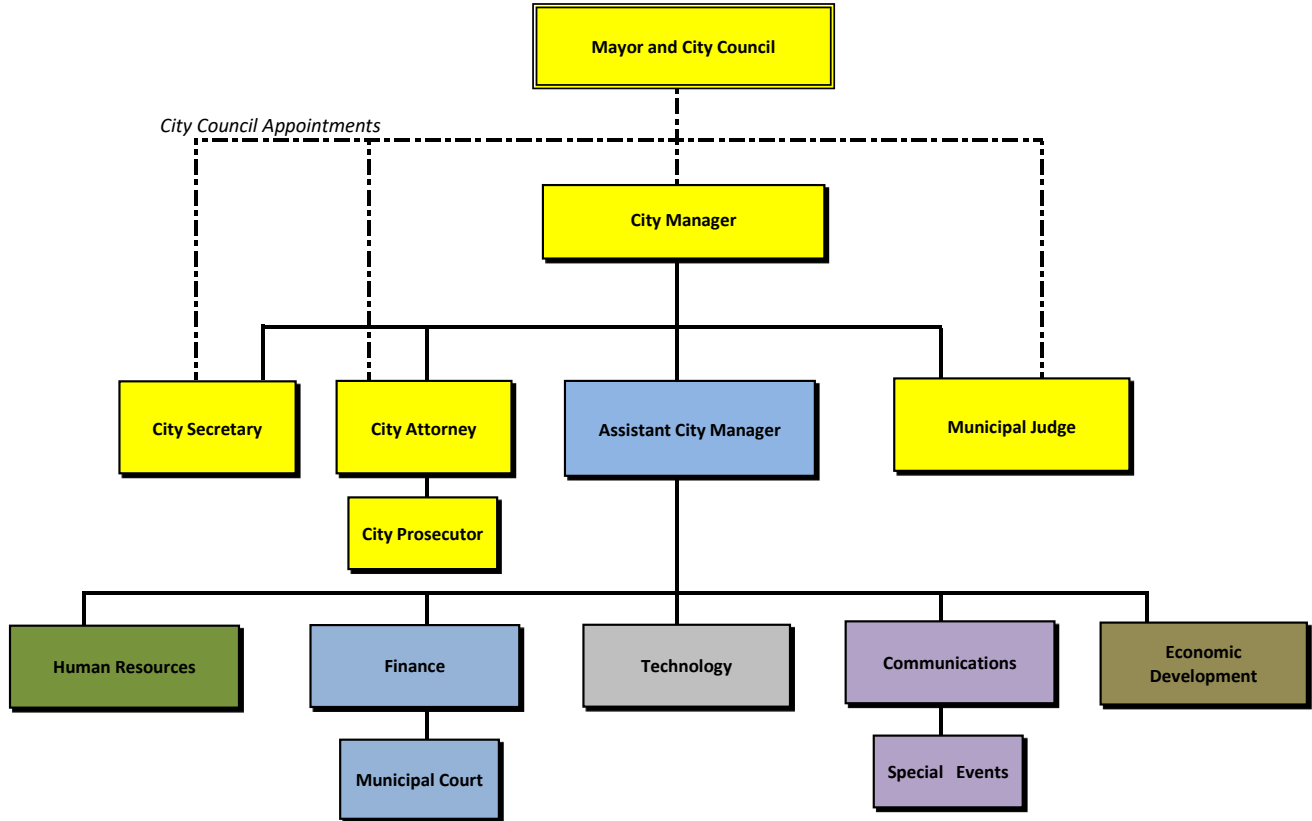 Mayor and City Council
City Council Appointments
City Manager
City Secretary
City Attorney
Assistant City Manager
Municipal Judge
City Prosecutor
Human Resources
Finance
Technology
Communications
Economic
Development
Municipal Court
Special Events